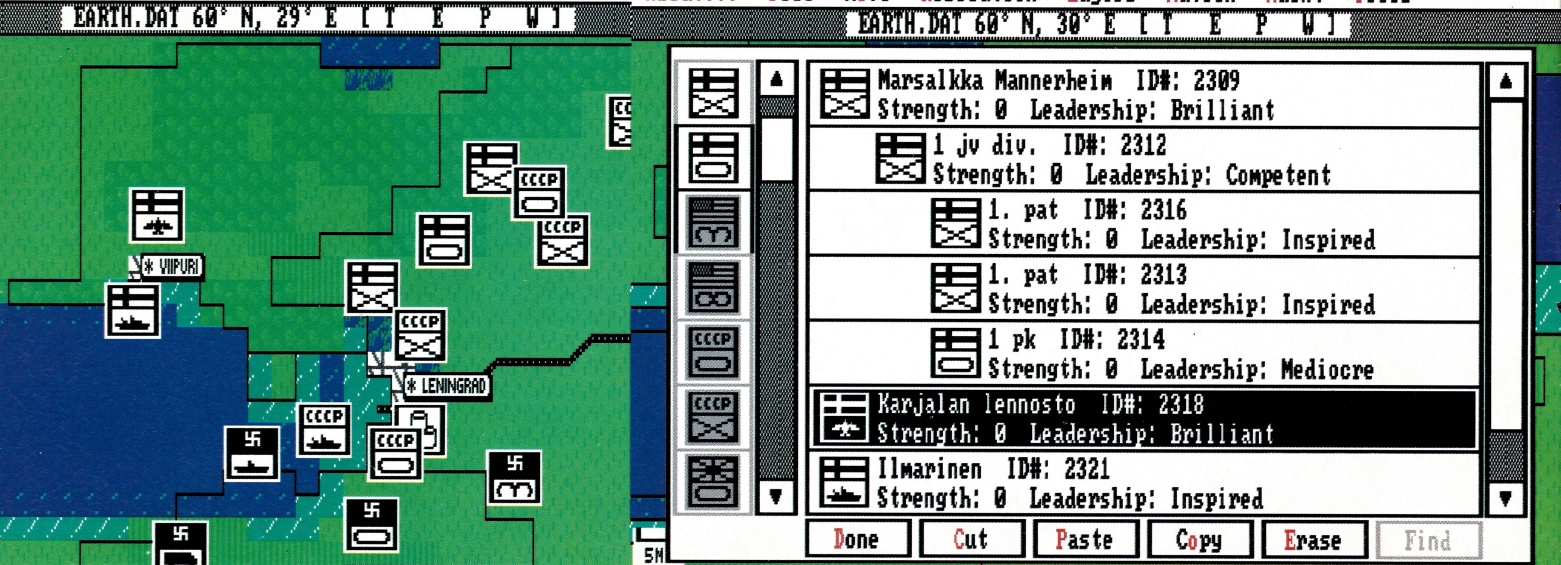 EARTH.DAT 60° N, 29° E [ T E P W ]
CCCP
CCCP
* VIIPURI
CCCP
* LENINGRAD
CCCP
CCCP
EARTH.DAT 60° N, 30° E [ T E P W ]
Marsalkka Mannerheim ID#: 2309
Strength: 0 Leadership: Brilliant
1 jv div. ID#: 2312
Strength: 0 Leadership: Competent
1. pat ID#: 2316
Strength: 0 Leadership: Inspired
1. pat ID#: 2313
Strength: 0 Leadership: Inspired
CCCP
1 pk ID#: 2314
Strength: 0 Leadership: Mediocre
CCCP
Karjalan lennosto ID#: 2318
Strength: 0 Leadership: Brilliant
Ilmarinen ID#: 2321
Strength: 0 Leadership: Inspired
Done Cut Paste Copy Erase Find